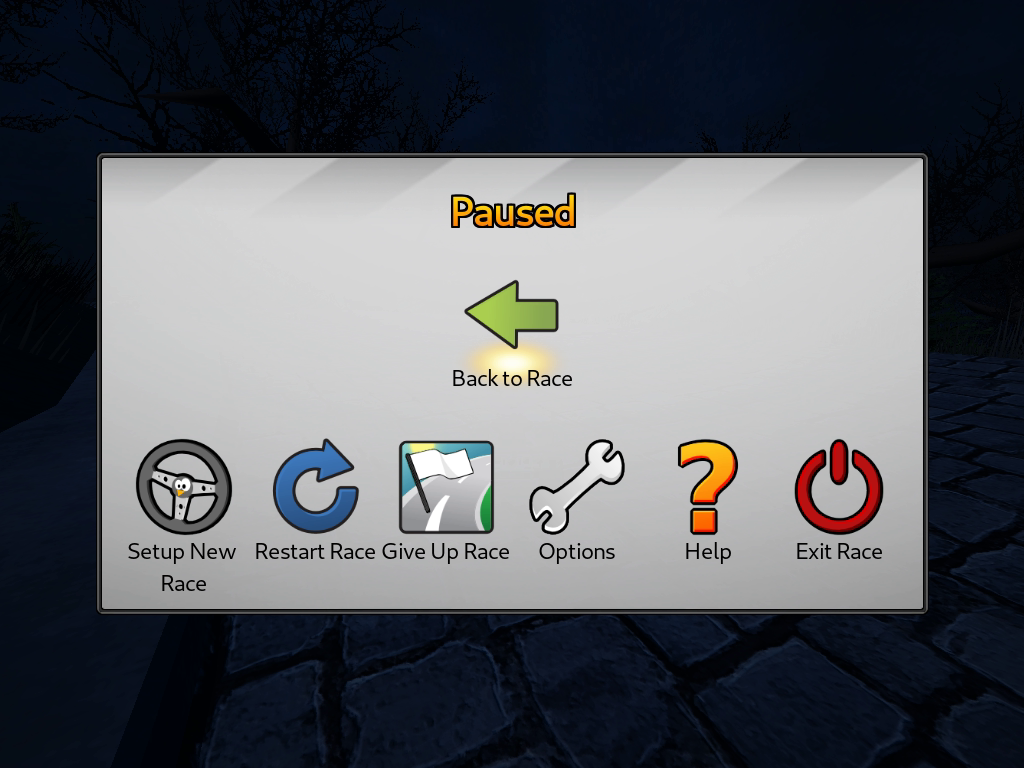 Paused
Back to Race
Setup New
Race
Restart Race
Give Up Race
Options
Help
Exit Race